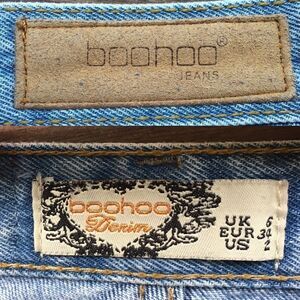 boohoo®
JEANS
boohoo
Denim
UK 6
EUR 34
US 2